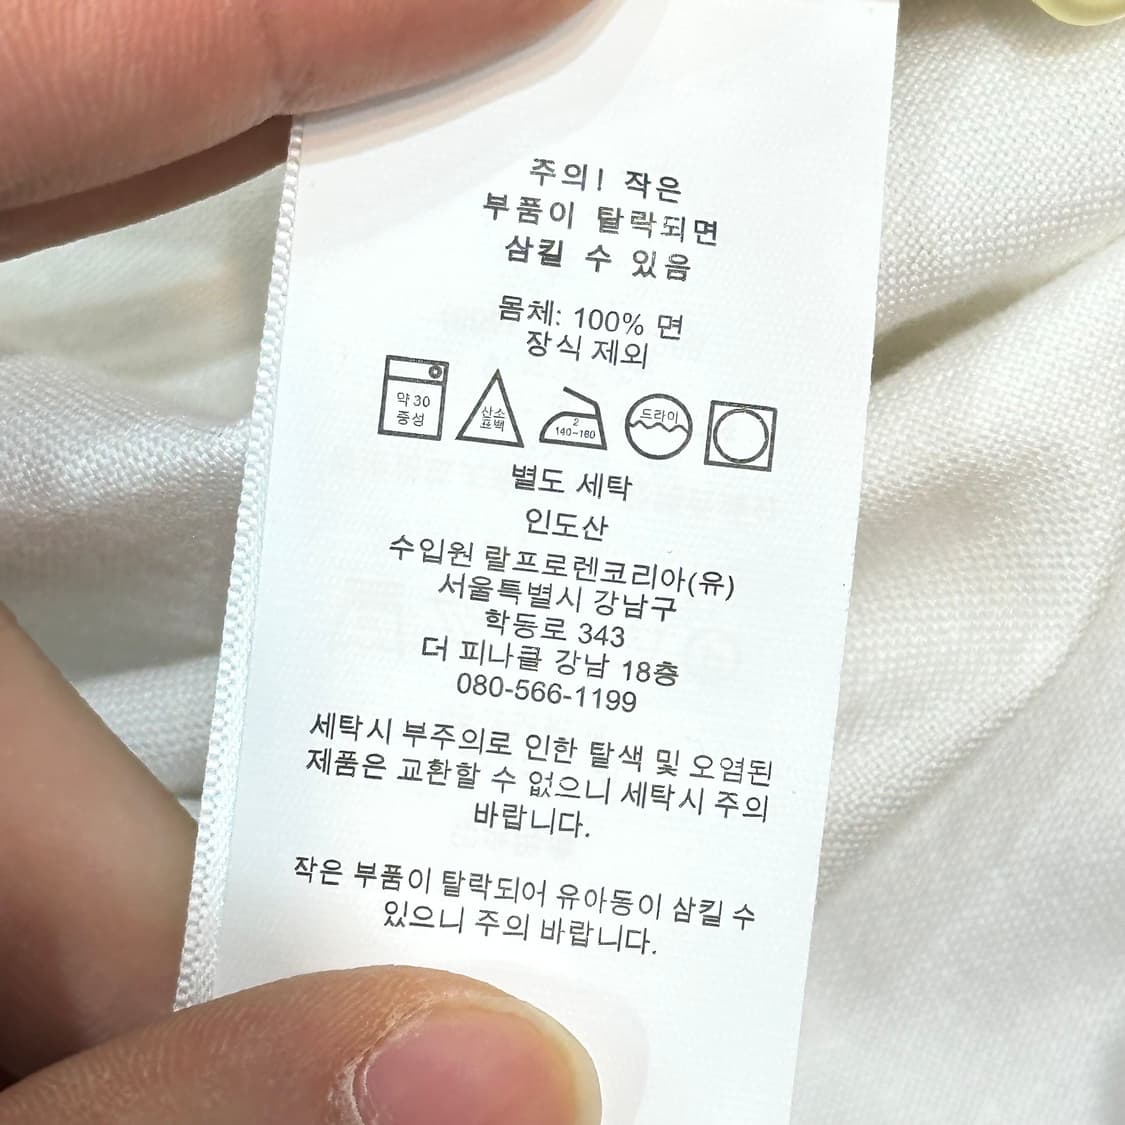 주의! 작은
부품이 탈락되면
삼킬 수 있음
몸체: 100% 면
장식 제외
약 30
중성
산소
표백
2
140~160
드라이
별도 세탁
인도산
수입원 랄프로렌코리아(유)
서울특별시 강남구
학동로 343
더 피나클 강남 18층
080-566-1199
세탁시 부주의로 인한 탈색 및 오염된
제품은 교환할 수 없으니 세탁시 주의
바랍니다.
작은 부품이 탈락되어 유아동이 삼킬 수
있으니 주의 바랍니다.